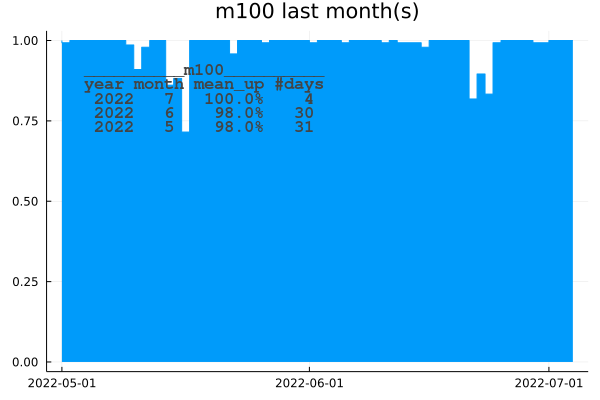 m100 last month(s)
1.00
0.75
0.50
0.25
0.00
m100
year month mean_up #days
2022 7 100.0% 4
2022 6 98.0% 30
2022 5 98.0% 31
2022-05-01 2022-06-01 2022-07-01